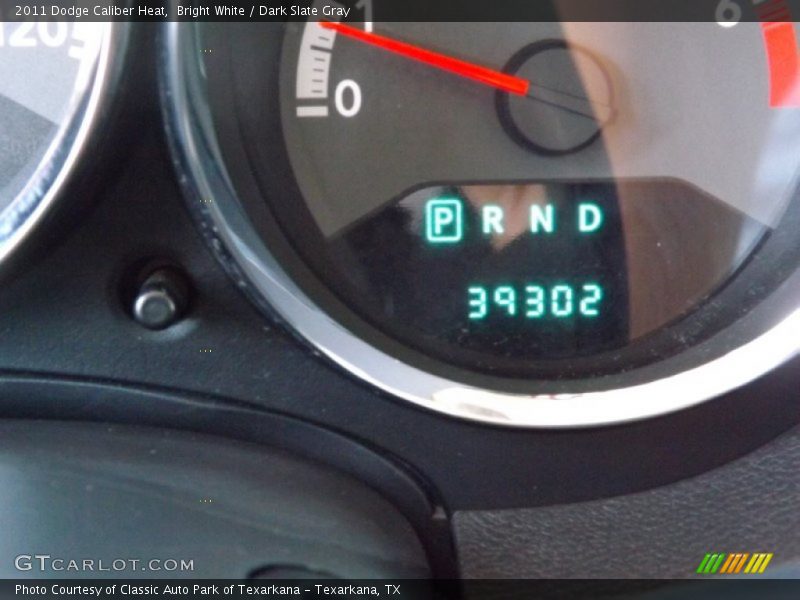 2011 Dodge Caliber Heat, Bright White / Dark Slate Gray
1205
1
6
0
P R N D
39302
GTCARLOT.COM
Photo Courtesy of Classic Auto Park of Texarkana - Texarkana, TX